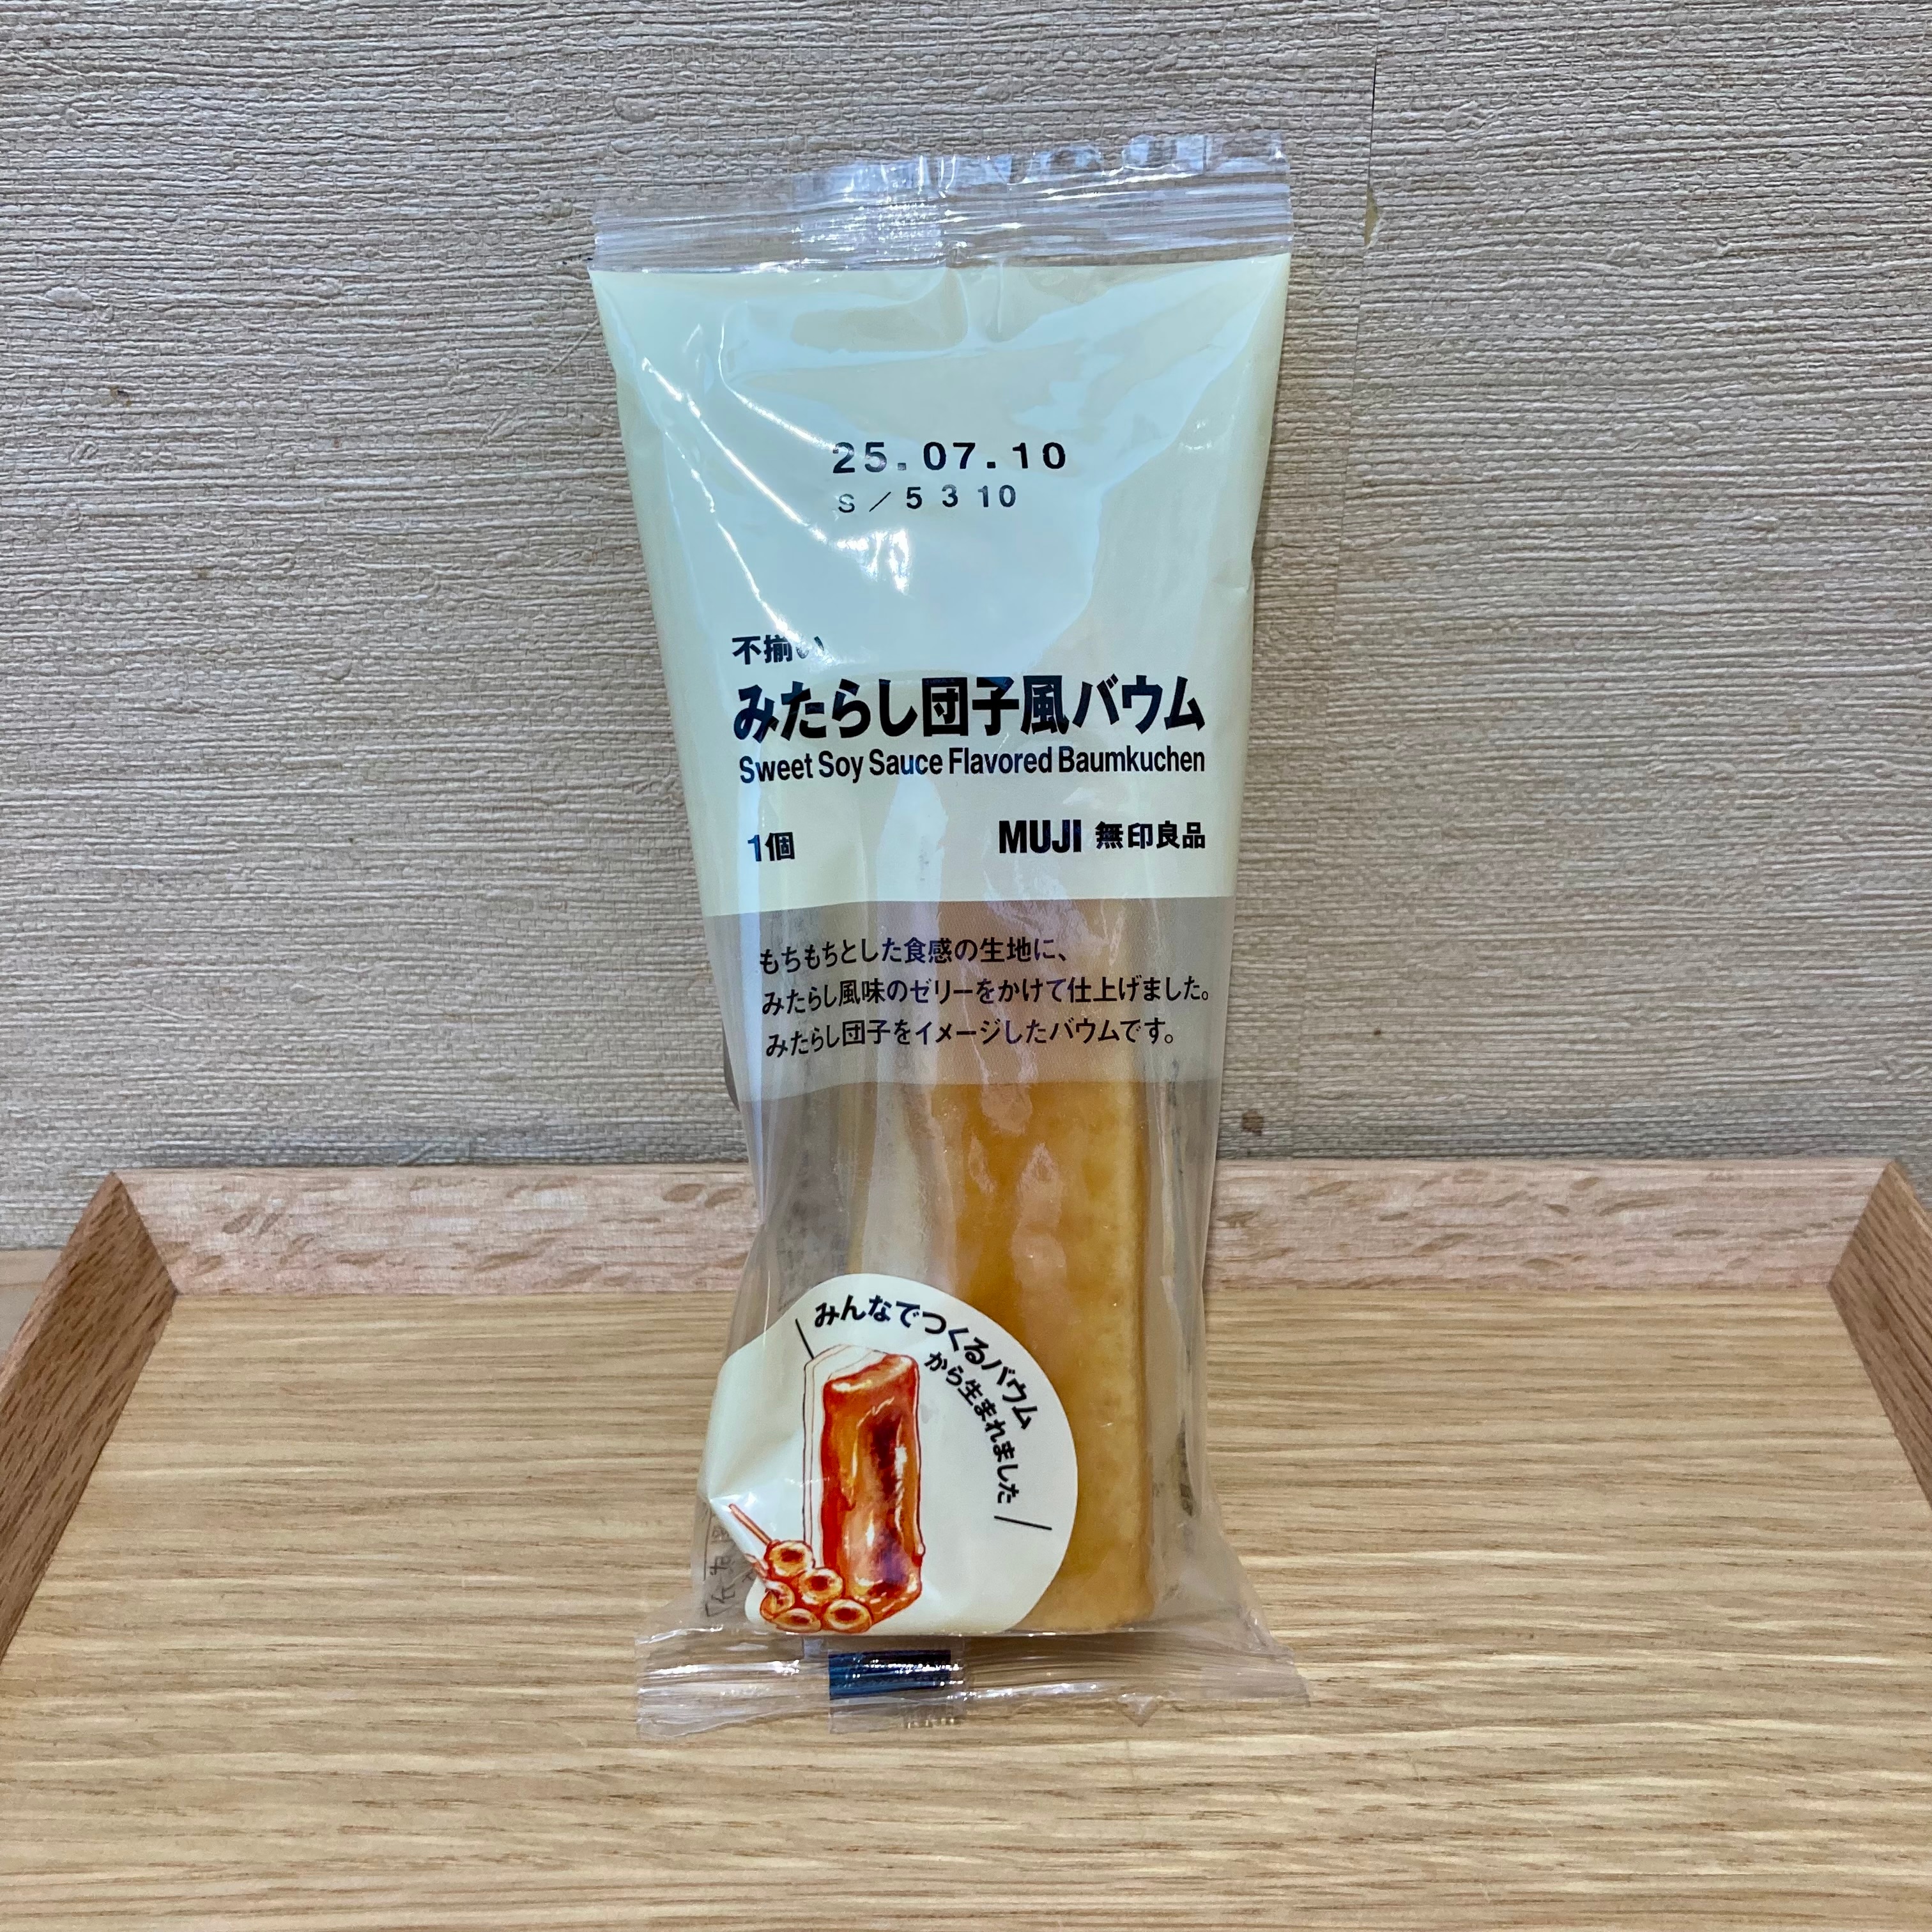 25.07.10
S/5310
不揃い
みたらし団子風バウム
Sweet Soy Sauce Flavored Baumkuchen
1個
MUJI 無印良品
もちもちとした食感の生地に、
みたらし風味のゼリーをかけて仕上げました。
みたらし団子をイメージしたバウムです。
みんなでつくるバウム
から生まれました